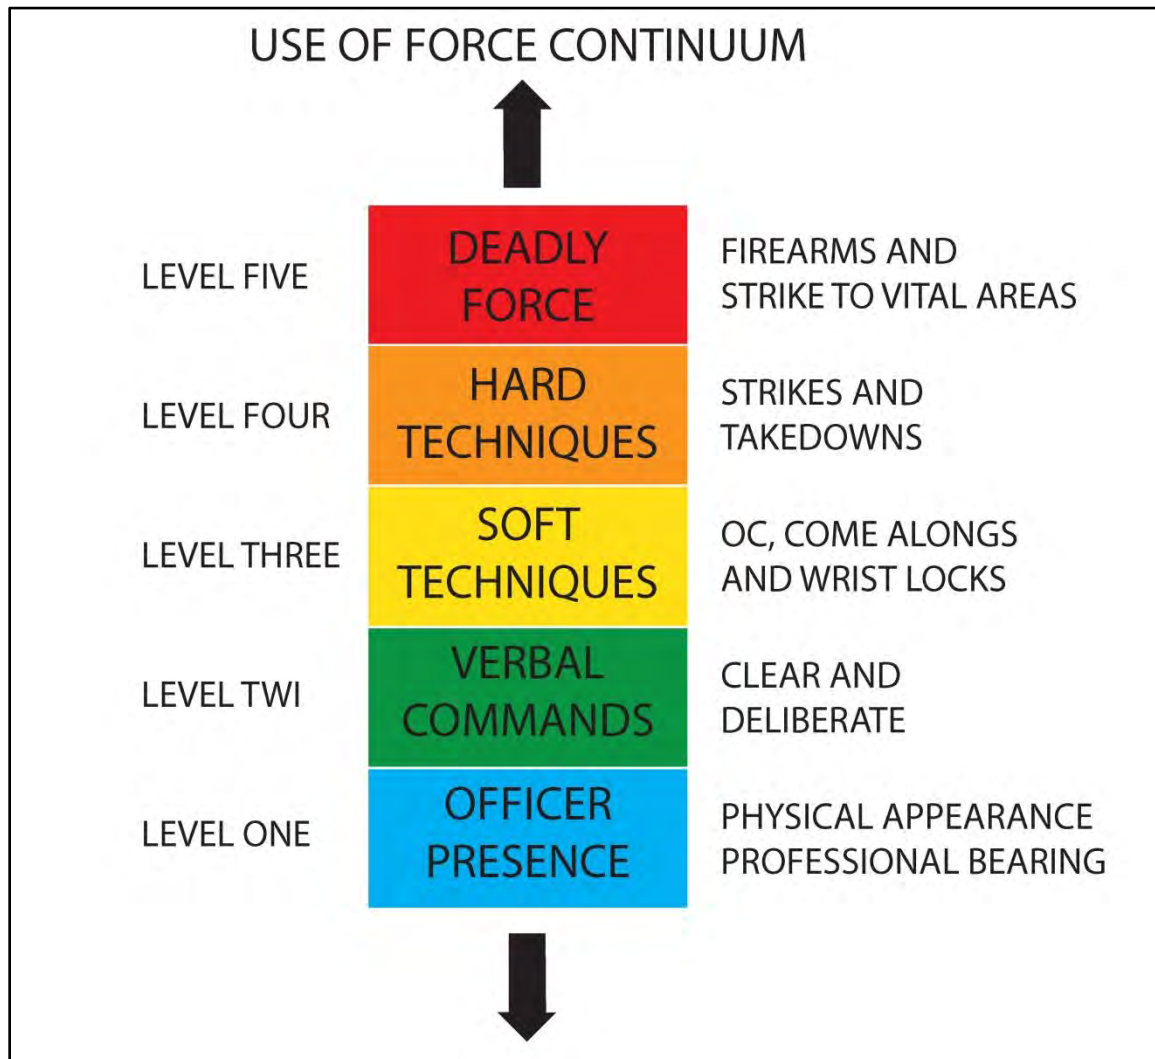 USE OF FORCE CONTINUUM
LEVEL FIVE
DEADLY
FORCE
FIREARMS AND
STRIKE TO VITAL AREAS
LEVEL FOUR
HARD
TECHNIQUES
STRIKES AND
TAKEDOWNS
LEVEL THREE
SOFT
TECHNIQUES
OC, COME ALONGS
AND WRIST LOCKS
LEVEL TWI
VERBAL
COMMANDS
CLEAR AND
DELIBERATE
LEVEL ONE
OFFICER
PRESENCE
PHYSICAL APPEARANCE
PROFESSIONAL BEARING